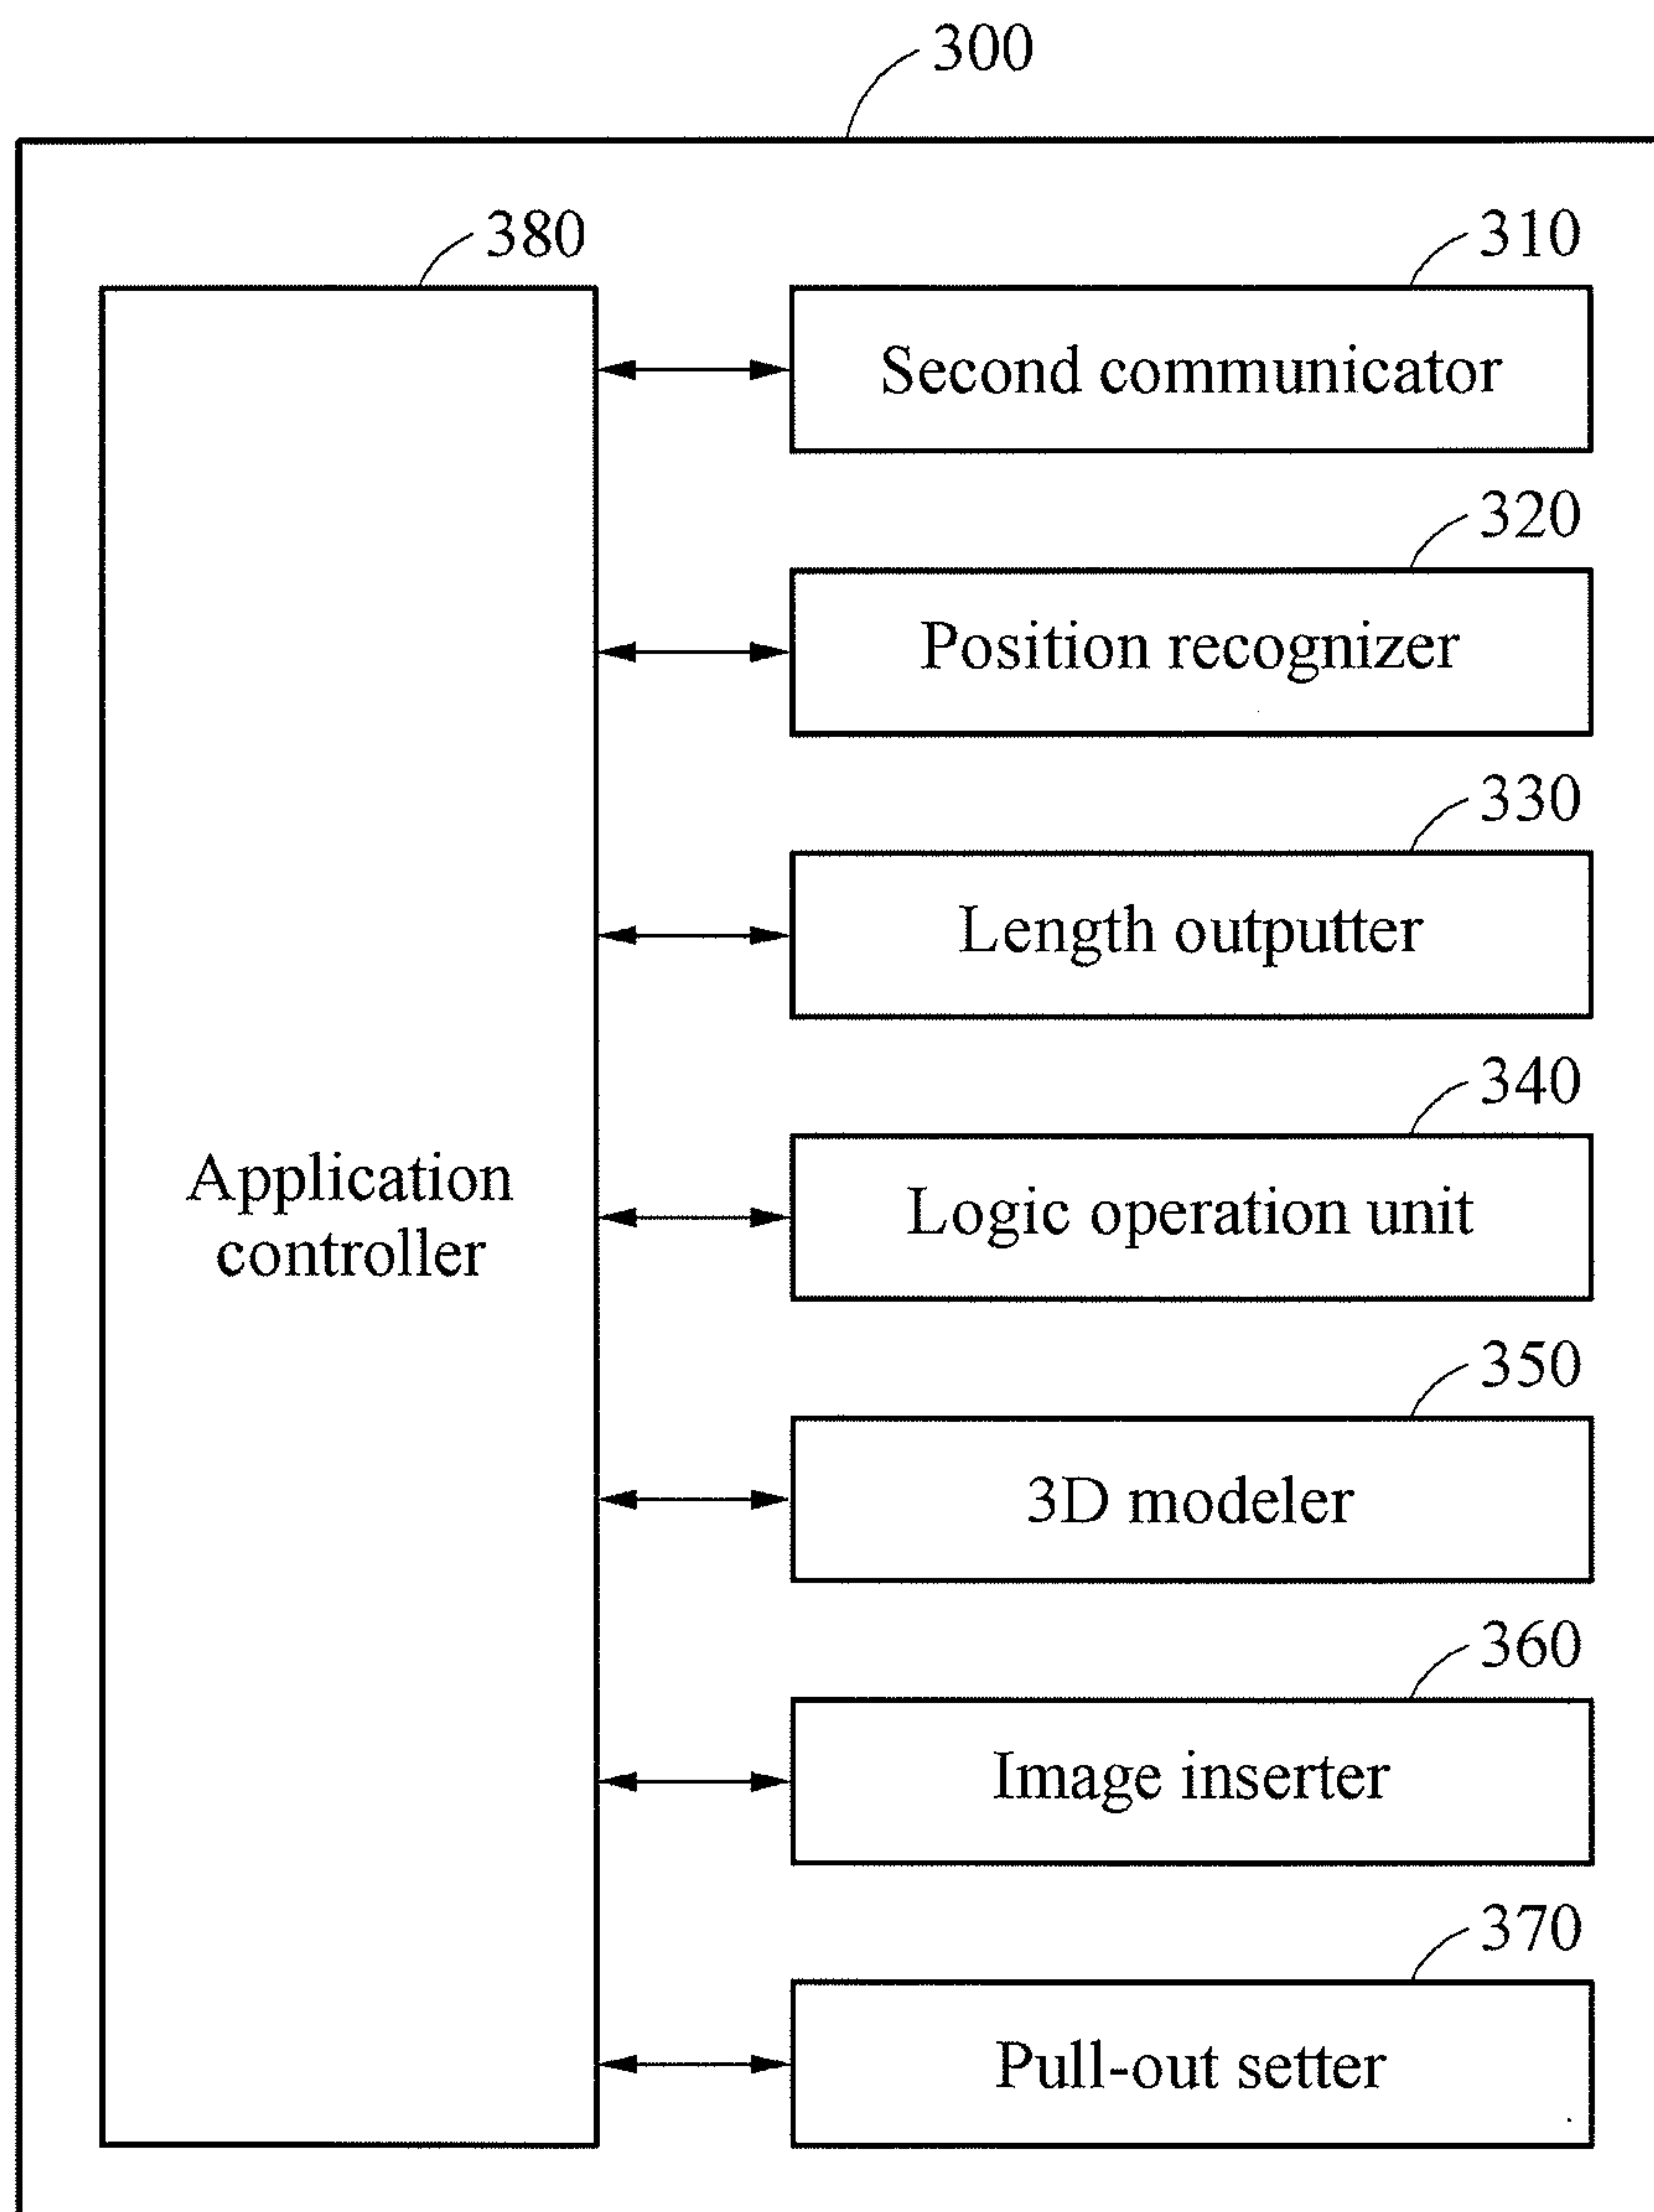 300
380
310
Second communicator
320
Position recognizer
330
Length outputter
340
Logic operation unit
Application
controller
350
3D modeler
360
Image inserter
370
Pull-out setter